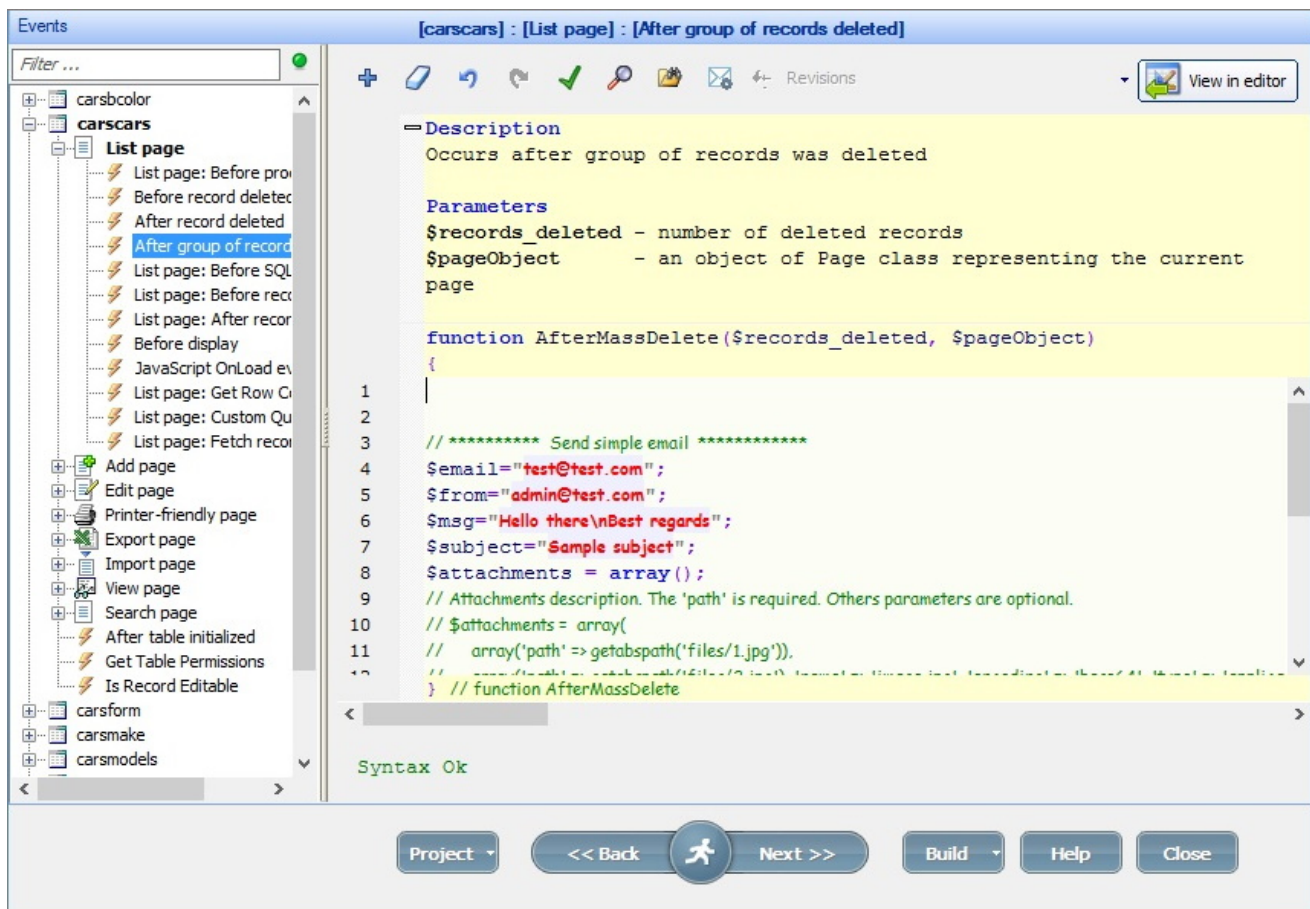 Events
[carscars] : [List page] : [After group of records deleted]
Filter ...
Revisions
View in editor
carsbcolor
carscars
List page
List page: Before pro
Before record deleted
After record deleted
After group of record
List page: Before SQL
List page: Before reco
List page: After recor
Before display
JavaScript OnLoad ev
List page: Get Row C
List page: Custom Qu
List page: Fetch recor
Add page
Edit page
Printer-friendly page
Export page
Import page
View page
Search page
After table initialized
Get Table Permissions
Is Record Editable
carsform
carsmake
carsmodels
Description
Occurs after group of records was deleted
Parameters
$records_deleted - number of deleted records
$pageObject - an object of Page class representing the current
page
function AfterMassDelete($records_deleted, $pageObject)
{
1
2
3 // ********** Send simple email ************
4 $email="test@test.com";
5 $from="admin@test.com";
6 $msg="Hello there\nBest regards";
7 $subject="Sample subject";
8 $attachments = array();
9 // Attachments description. The 'path' is required. Others parameters are optional.
10 // $attachments = array(
11 // array('path' => getabspath('files/1.jpg')),
} // function AfterMassDelete
Syntax Ok
Project
<< Back
Next >>
Build
Help
Close